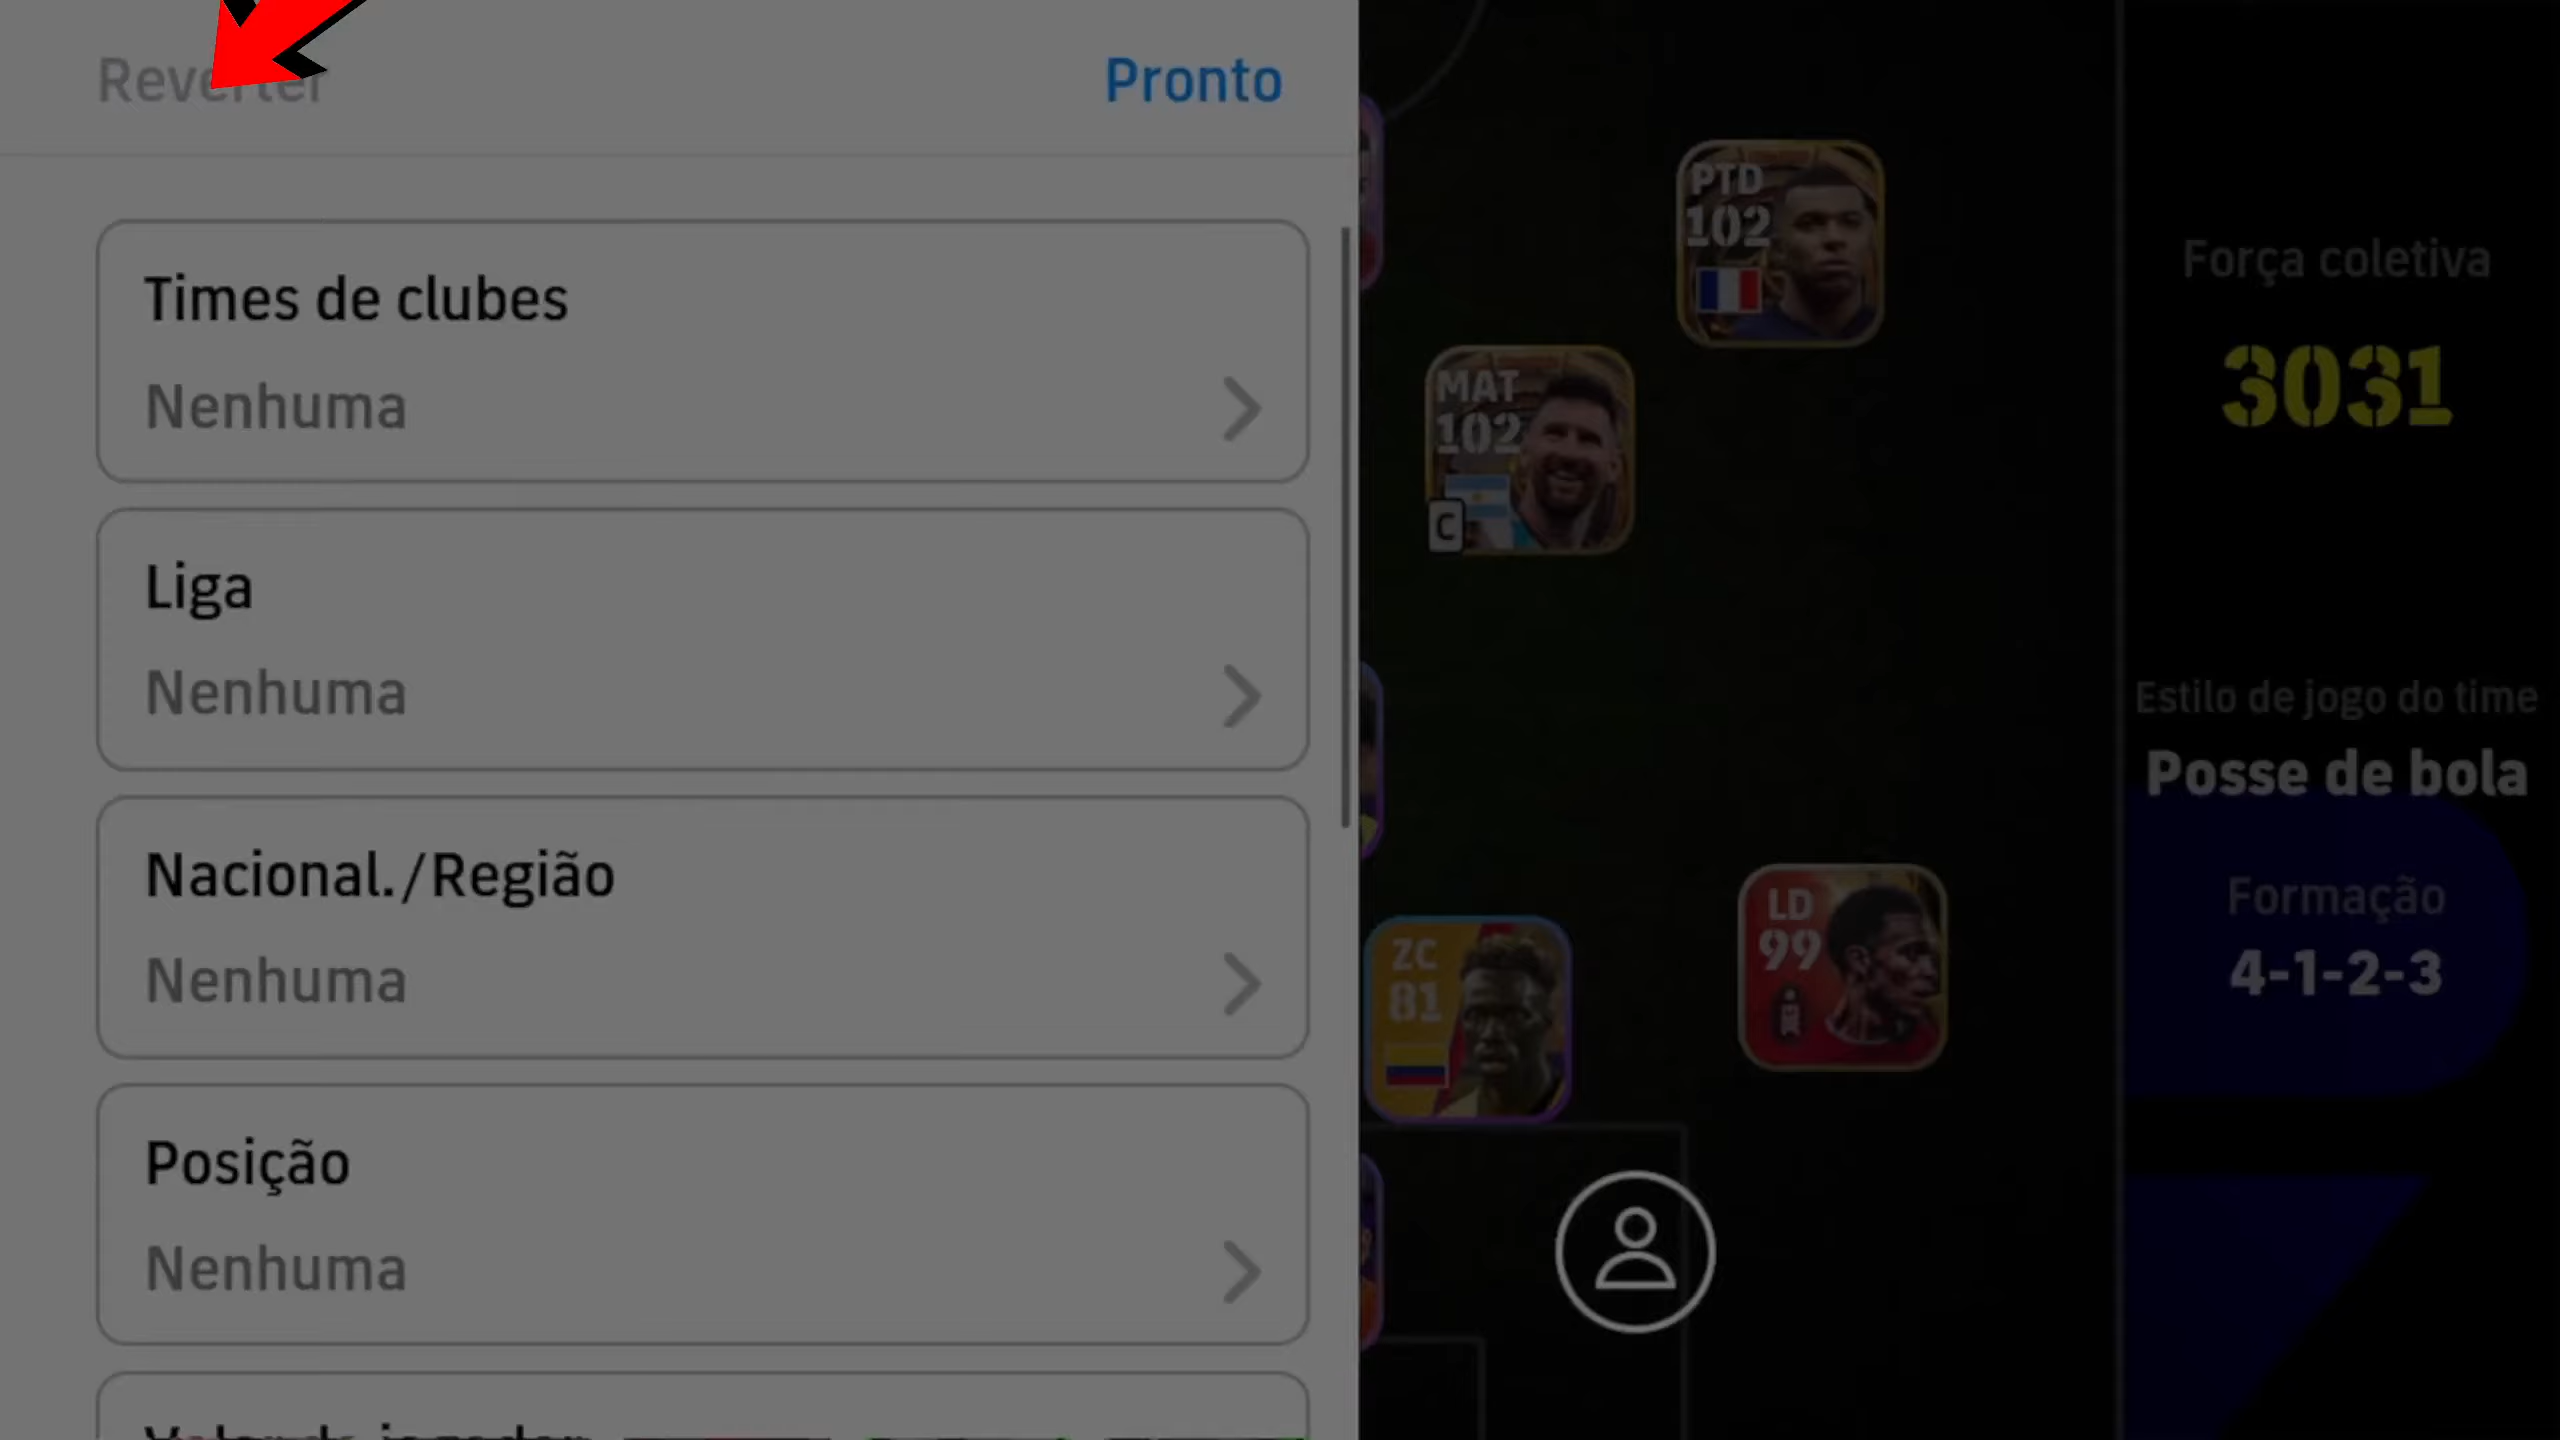 Reverter
Pronto
Times de clubes
Nenhuma
Liga
Nenhuma
Nacional./Região
Nenhuma
Posição
Nenhuma
PTD
102
MAT
102
C
ZC
81
LD
99
Força coletiva
3031
Estilo de jogo do time
Posse de bola
Formação
4-1-2-3